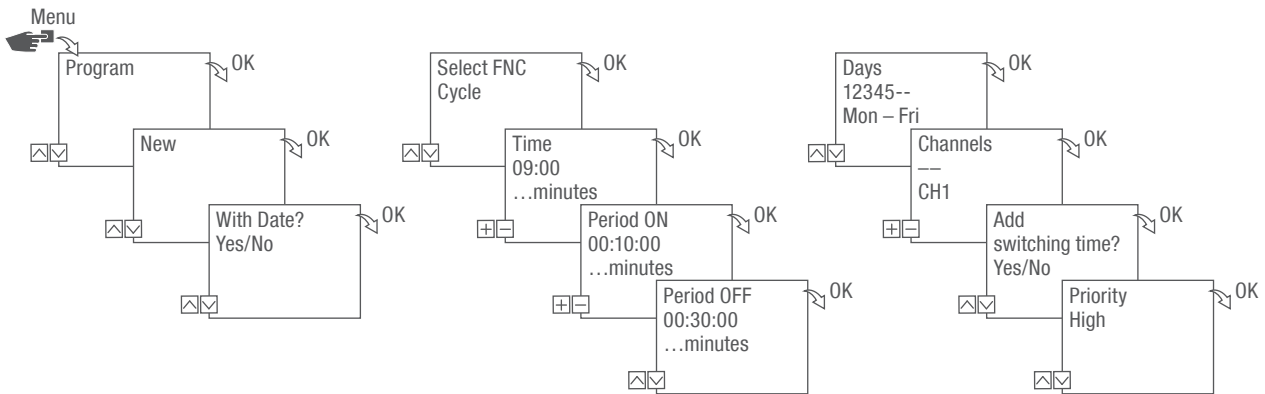 Menu
Program
OK
New
OK
With Date?
Yes/No
OK
Select FNC
Cycle
OK
Time
09:00
…minutes
OK
Period ON
00:10:00
…minutes
OK
Period OFF
00:30:00
…minutes
OK
Days
12345--
Mon – Fri
OK
Channels
––
CH1
OK
Add
switching time?
Yes/No
OK
Priority
High
OK